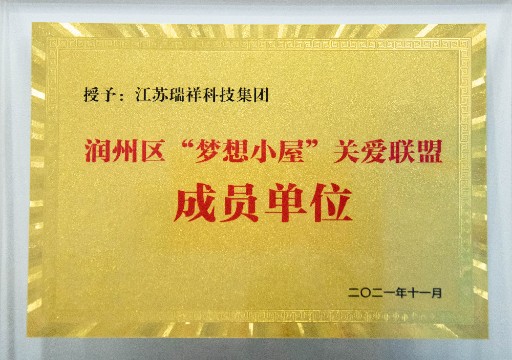 授予：江苏瑞祥科技集团
润州区“梦想小屋”关爱联盟
成员单位
二〇二一年十一月